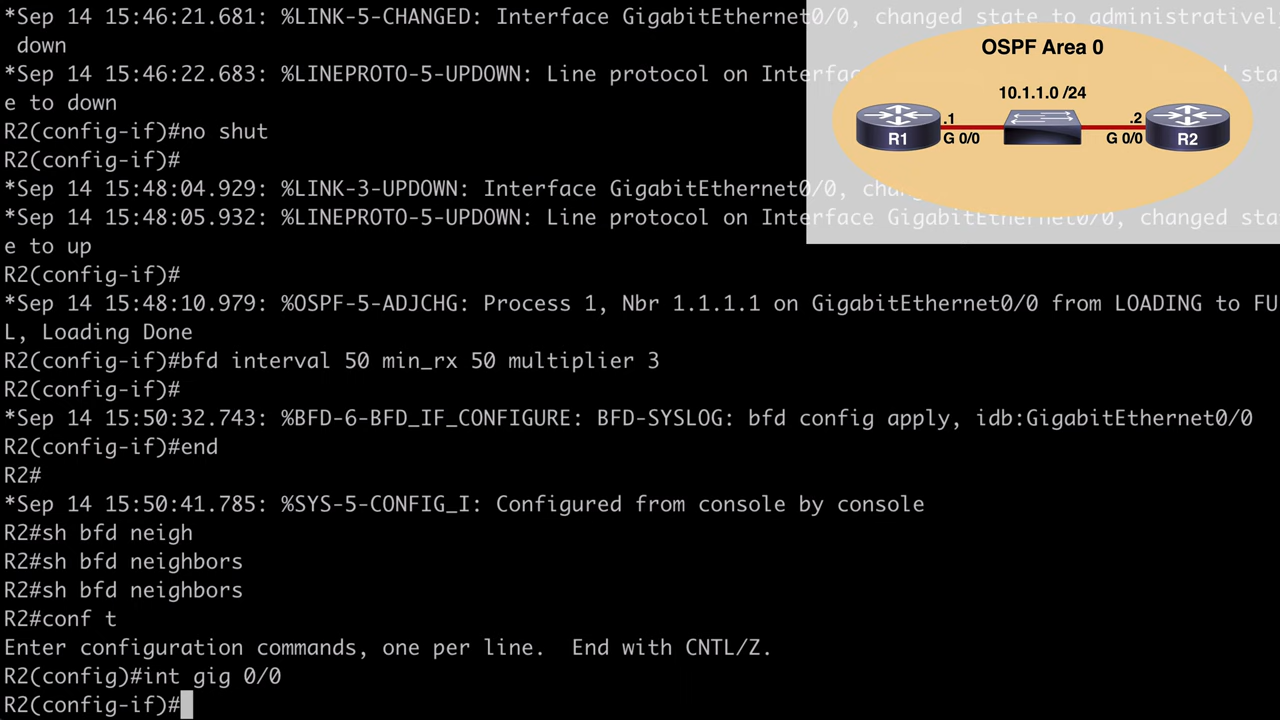 *Sep 14 15:46:21.681: %LINK-5-CHANGED: Interface GigabitEthernet0/0, changed state to administrativel
 down
*Sep 14 15:46:22.683: %LINEPROTO-5-UPDOWN: Line protocol on Interface sta
e to down
R2(config-if)#no shut
R2(config-if)#
*Sep 14 15:48:04.929: %LINK-3-UPDOWN: Interface GigabitEthernet0/0,
*Sep 14 15:48:05.932: %LINEPROTO-5-UPDOWN: Line protocol on Interface GigabitEthernet0/0, changed sta
e to up
R2(config-if)#
*Sep 14 15:48:10.979: %OSPF-5-ADJCHG: Process 1, Nbr 1.1.1.1 on GigabitEthernet0/0 from LOADING to FU
L, Loading Done
R2(config-if)#bfd interval 50 min_rx 50 multiplier 3
R2(config-if)#
*Sep 14 15:50:32.743: %BFD-6-BFD_IF_CONFIGURE: BFD-SYSLOG: bfd config apply, idb:GigabitEthernet0/0
R2(config-if)#end
R2#
*Sep 14 15:50:41.785: %SYS-5-CONFIG_I: Configured from console by console
R2#sh bfd neigh
R2#sh bfd neighbors
R2#sh bfd neighbors
R2#conf t
Enter configuration commands, one per line.  End with CNTL/Z.
R2(config)#int gig 0/0
R2(config-if)#
OSPF Area 0
10.1.1.0 /24
.1
.2
R1
G 0/0
G 0/0
R2